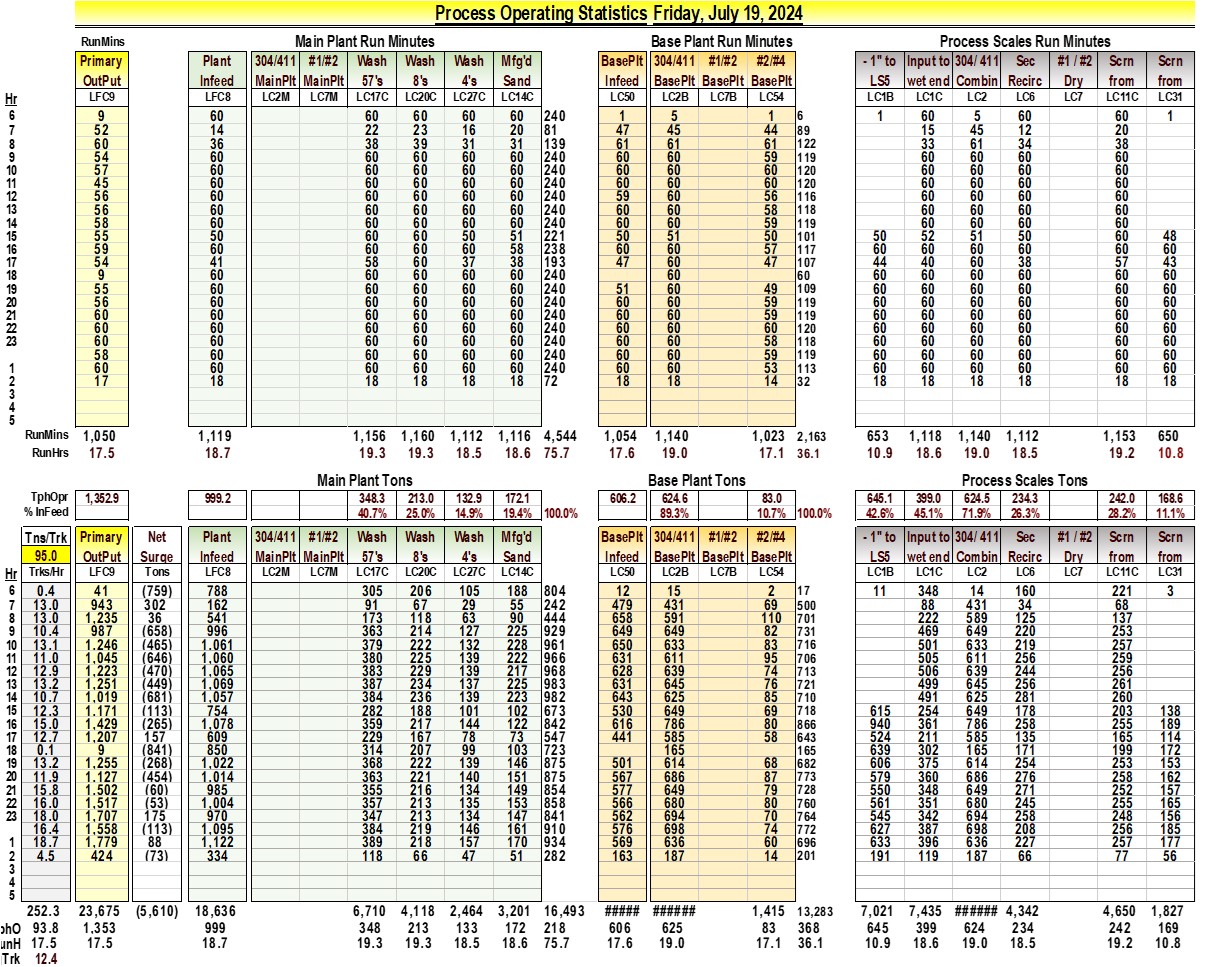 Process Operating Statistics Friday, July 19, 2024
RunMins Main Plant Run Minutes Base Plant Run Minutes Process Scales Run Minutes
Primary Plant 304/411 #1/#2 Wash Wash Wash Mfg'd BasePlt 304/411 #1/#2 #2/#4 - 1" to Input to 304/ 411 Sec #1 / #2 Scrn Scrn
OutPut Infeed MainPlt MainPlt 57's 8's 4's Sand Infeed BasePlt BasePlt BasePlt LS5 wet end Combin Recirc Dry from from
Hr LFC9 LFC8 LC2M LC7M LC17C LC20C LC27C LC14C LC50 LC2B LC7B LC54 LC1B LC1C LC2 LC6 LC7 LC11C LC31
6 9 60 60 60 60 60 240 1 5 1 6 1 60 5 60 60 1
7 52 14 22 23 16 20 81 47 45 44 89 15 45 12 20
8 60 36 38 39 31 31 139 61 61 61 122 33 61 34 38
9 54 60 60 60 60 60 240 60 60 59 119 60 60 60 60
10 57 60 60 60 60 60 240 60 60 60 120 60 60 60 60
11 45 60 60 60 60 60 240 60 60 60 120 60 60 60 60
12 56 60 60 60 60 60 240 59 60 56 116 60 60 60 60
13 56 60 60 60 60 60 240 60 60 58 118 60 60 60 60
14 58 60 60 60 60 60 240 60 60 59 119 60 60 60 60
15 55 50 60 60 50 51 221 50 51 50 101 50 52 51 50 60 48
16 59 60 60 60 60 58 238 60 60 57 117 60 60 60 60 60 60
17 54 41 58 60 37 38 193 47 60 47 107 44 40 60 38 57 43
18 9 60 60 60 60 60 240 60 60 60 60 60 60 60 60
19 55 60 60 60 60 60 240 51 60 49 109 60 60 60 60 60 60
20 56 60 60 60 60 60 240 60 60 59 119 60 60 60 60 60 60
21 60 60 60 60 60 60 240 60 60 59 119 60 60 60 60 60 60
22 60 60 60 60 60 60 240 60 60 60 120 60 60 60 60 60 60
23 60 60 60 60 60 60 240 60 60 58 118 60 60 60 60 60 60
58 60 60 60 60 60 240 60 60 59 119 60 60 60 60 60 60
1 60 60 60 60 60 60 240 60 60 53 113 60 60 60 60 60 60
2 17 18 18 18 18 18 72 18 18 14 32 18 18 18 18 18 18
3
4
5
RunMins 1,050 1,119 1,156 1,160 1,112 1,116 4,544 1,054 1,140 1,023 2,163 653 1,118 1,140 1,112 1,153 650
RunHrs 17.5 18.7 19.3 19.3 18.5 18.6 75.7 17.6 19.0 17.1 36.1 10.9 18.6 19.0 18.5 19.2 10.8
Main Plant Tons Base Plant Tons Process Scales Tons
TphOpr 1,352.9 999.2 348.3 213.0 132.9 172.1 606.2 624.6 83.0 645.1 399.0 624.5 234.3 242.0 168.6
% InFeed 40.7% 25.0% 14.9% 19.4% 100.0% 89.3% 10.7% 100.0% 42.6% 45.1% 71.9% 26.3% 28.2% 11.1%
Tns/Trk Primary Net Plant 304/411 #1/#2 Wash Wash Wash Mfg'd BasePlt 304/411 #1/#2 #2/#4 - 1" to Input to 304/ 411 Sec #1 / #2 Scrn Scrn
95.0 OutPut Surge Infeed MainPlt MainPlt 57's 8's 4's Sand Infeed BasePlt BasePlt BasePlt LS5 wet end Combin Recirc Dry from from
Hr Trks/Hr LFC9 Tons LFC8 LC2M LC7M LC17C LC20C LC27C LC14C LC50 LC2B LC7B LC54 LC1B LC1C LC2 LC6 LC7 LC11C LC31
6 0.4 41 (759) 788 305 206 105 188 804 12 15 2 17 11 348 14 160 221 3
7 13.0 943 302 162 91 67 29 55 242 479 431 69 500 88 431 34 68
8 13.0 1,235 36 541 173 118 63 90 444 658 591 110 701 222 589 125 137
9 10.4 987 (658) 996 363 214 127 225 929 649 649 82 731 469 649 220 253
10 13.1 1,246 (465) 1,061 379 222 132 228 961 650 633 83 716 501 633 219 257
11 11.0 1,045 (646) 1,060 380 225 139 222 966 631 611 95 706 505 611 256 259
12 12.9 1,223 (470) 1,065 383 229 139 217 968 628 639 74 713 506 639 244 256
13 13.2 1,251 (449) 1,069 387 234 137 225 983 631 645 76 721 499 645 256 261
14 10.7 1,019 (681) 1,057 384 236 139 223 982 643 625 85 710 491 625 281 260
15 12.3 1,171 (113) 754 282 188 101 102 673 530 649 69 718 615 254 649 178 203 138
16 15.0 1,429 (265) 1,078 359 217 144 122 842 616 786 80 866 940 361 786 258 255 189
17 12.7 1,207 157 609 229 167 78 73 547 441 585 58 643 524 211 585 135 165 114
18 0.1 9 (841) 850 314 207 99 103 723 165 165 639 302 165 171 199 172
19 13.2 1,255 (268) 1,022 368 222 139 146 875 501 614 68 682 606 375 614 254 253 153
20 11.9 1,127 (454) 1,014 363 221 140 151 875 567 686 87 773 579 360 686 276 258 162
21 15.8 1,502 (60) 985 355 216 134 149 854 577 649 79 728 550 348 649 271 252 157
22 16.0 1,517 (53) 1,004 357 213 135 153 858 566 680 80 760 561 351 680 245 255 165
23 18.0 1,707 175 970 347 213 134 147 841 562 694 70 764 545 342 694 258 248 156
16.4 1,558 (113) 1,095 384 219 146 161 910 576 698 74 772 627 387 698 208 256 185
1 18.7 1,779 88 1,122 389 218 157 170 934 569 636 60 696 633 396 636 227 257 177
2 4.5 424 (73) 334 118 66 47 51 282 163 187 14 201 191 119 187 66 77 56
3
4
5
252.3 23,675 (5,610) 18,636 6,710 4,118 2,464 3,201 16,493 ##### ###### 1,415 13,283 7,021 7,435 ###### 4,342 4,650 1,827
phO 93.8 1,353 999 348 213 133 172 218 606 625 83 368 645 399 624 234 242 169
unH 17.5 17.5 18.7 19.3 19.3 18.5 18.6 75.7 17.6 19.0 17.1 36.1 10.9 18.6 19.0 18.5 19.2 10.8
Trk 12.4